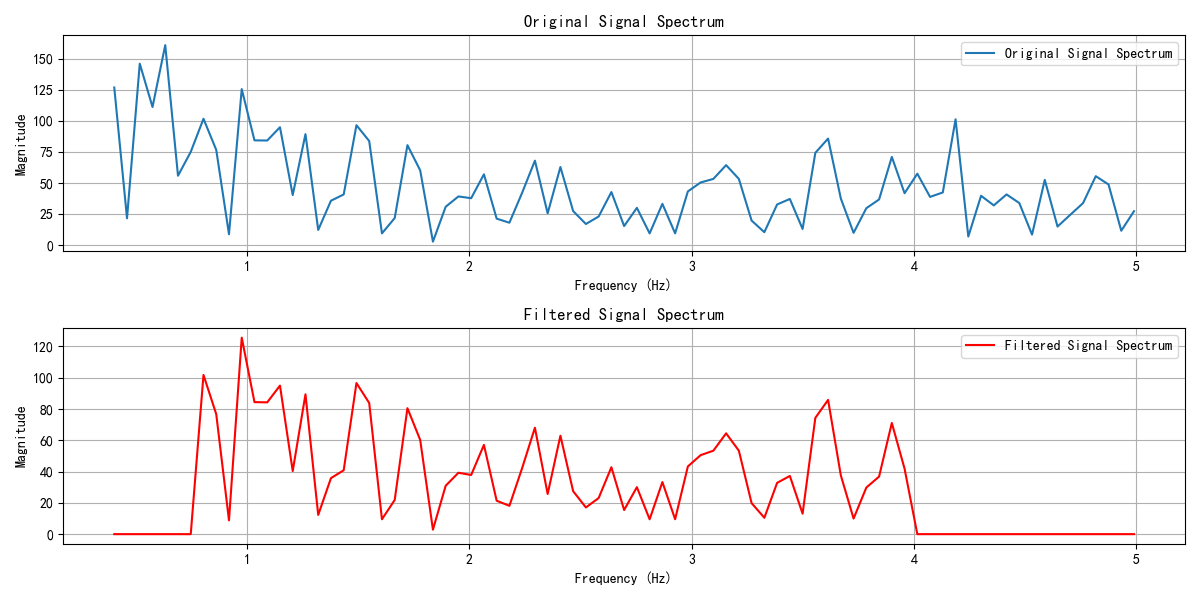 Original Signal Spectrum
Original Signal Spectrum
150
125
100
75
50
25
0
Magnitude
1 2 3 4 5
Frequency (Hz)
Filtered Signal Spectrum
Filtered Signal Spectrum
120
100
80
60
40
20
0
Magnitude
1 2 3 4 5
Frequency (Hz)